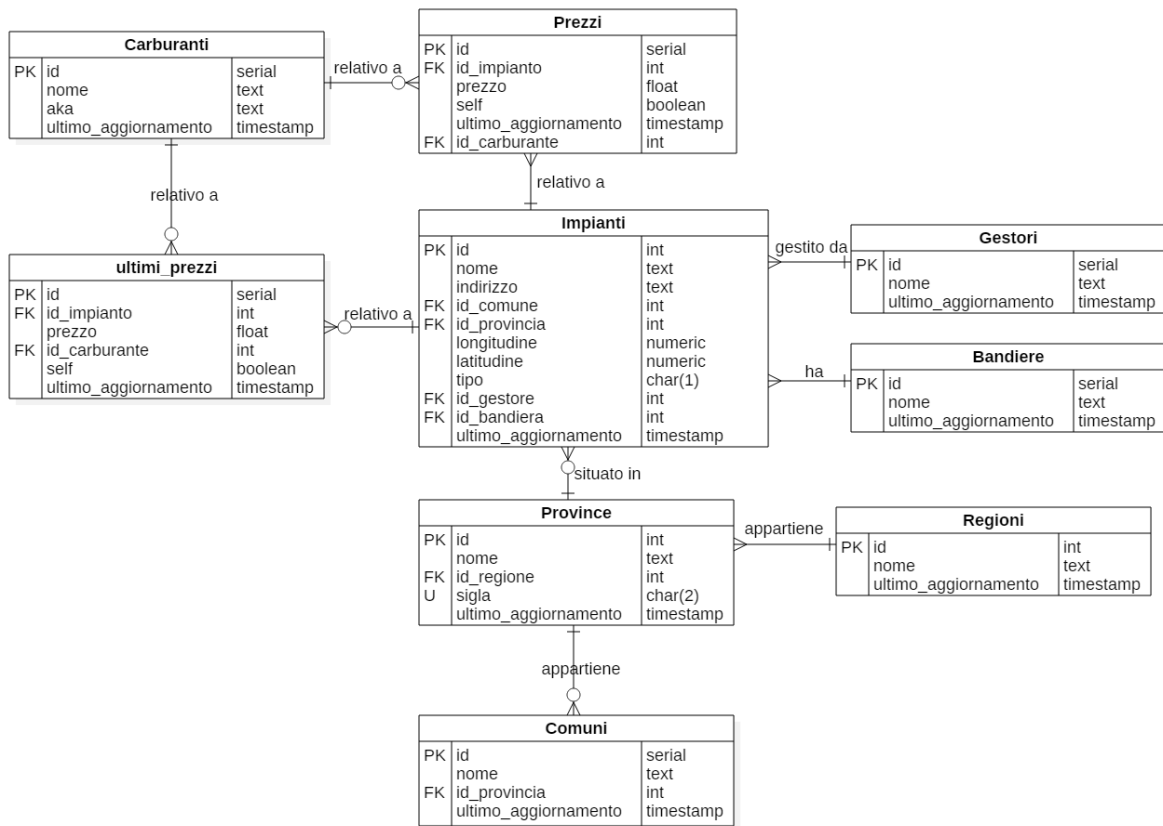 Carburanti
PK id serial
nome text
aka text
ultimo_aggiornamento timestamp
relativo a
Prezzi
PK id serial
FK id_impianto int
prezzo float
self boolean
ultimo_aggiornamento timestamp
FK id_carburante int
relativo a
relativo a
ultimi_prezzi
PK id serial
FK id_impianto int
prezzo float
FK id_carburante int
self boolean
ultimo_aggiornamento timestamp
relativo a
Impianti
PK id int
nome text
indirizzo text
FK id_comune int
FK id_provincia int
longitudine numeric
latitudine numeric
tipo char(1)
FK id_gestore int
FK id_bandiera int
ultimo_aggiornamento timestamp
gestito da
Gestori
PK id serial
nome text
ultimo_aggiornamento timestamp
ha
Bandiere
PK id serial
nome text
ultimo_aggiornamento timestamp
situato in
Province
PK id int
nome text
FK id_regione int
U sigla char(2)
ultimo_aggiornamento timestamp
appartiene
Regioni
PK id int
nome text
ultimo_aggiornamento timestamp
appartiene
Comuni
PK id serial
nome text
FK id_provincia int
ultimo_aggiornamento timestamp